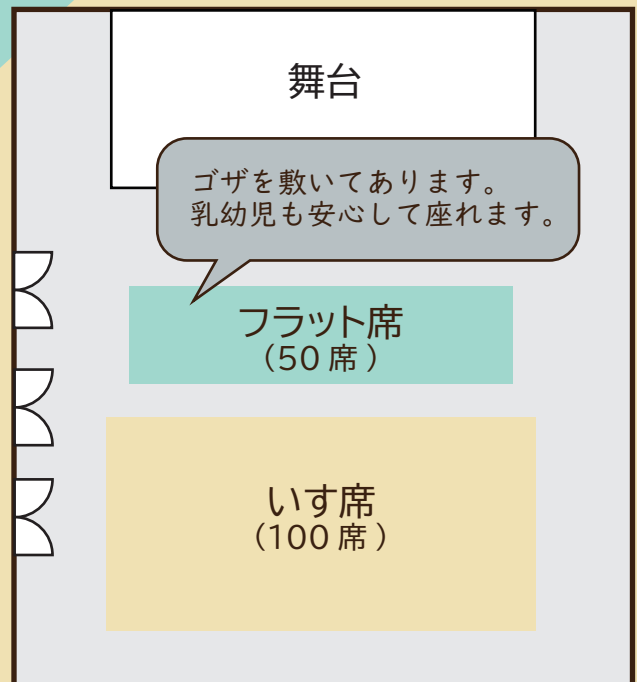 舞台
ゴザを敷いてあります。
乳幼児も安心して座れます。
フラット席
(50席)
いす席
(100席)